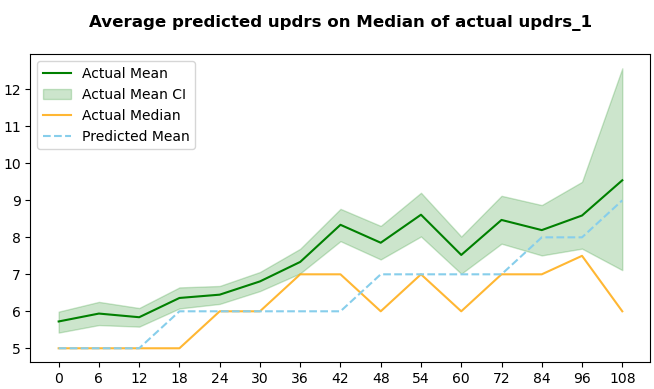 Average predicted updrs on Median of actual updrs_1
Actual Mean
Actual Mean CI
Actual Median
Predicted Mean
12
11
10
9
8
7
6
5
0 6 12 18 24 30 36 42 48 54 60 72 84 96 108